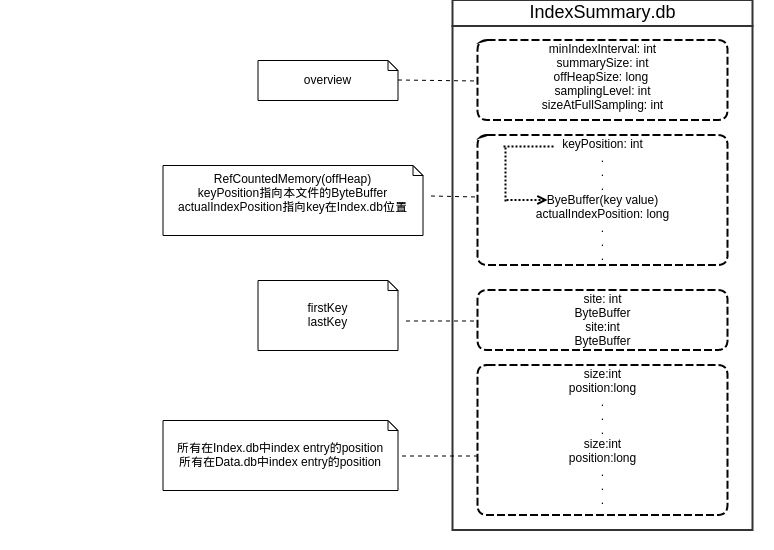 IndexSummary.db
overview
minIndexInterval: int
summarySize: int
offHeapSize: long
samplingLevel: int
sizeAtFullSampling: int
RefCountedMemory(offHeap)
keyPosition指向本文件的ByteBuffer
actualIndexPosition指向key在Index.db位置
keyPosition: int
.
.
.
ByeBuffer(key value)
actualIndexPosition: long
.
.
.
firstKey
lastKey
site: int
ByteBuffer
site:int
ByteBuffer
所有在Index.db中index entry的position
所有在Data.db中index entry的position
size:int
position:long
.
.
.
size:int
position:long
.
.
.